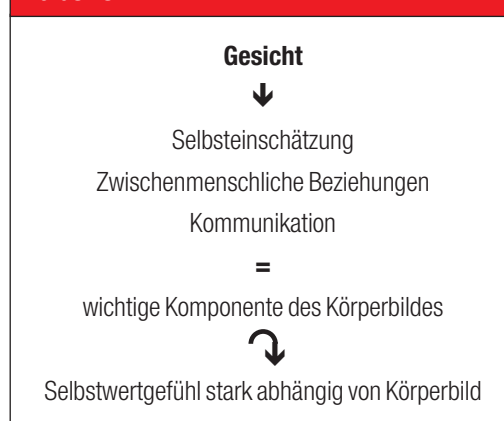 Gesicht
↓
Selbsteinschätzung
Zwischenmenschliche Beziehungen
Kommunikation
=
wichtige Komponente des Körperbildes
Selbstwertgefühl stark abhängig von Körperbild